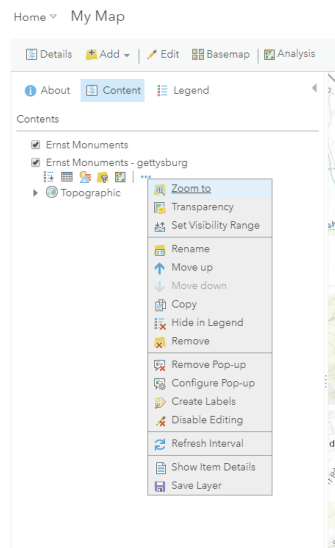 Home My Map
Details Add Edit Basemap Analysis
About Content Legend
Contents
Ernst Monuments
Ernst Monuments - gettysburg
Topographic
Zoom to
Transparency
Set Visibility Range
Rename
Move up
Move down
Copy
Hide in Legend
Remove
Remove Pop-up
Configure Pop-up
Create Labels
Disable Editing
Refresh Interval
Show Item Details
Save Layer